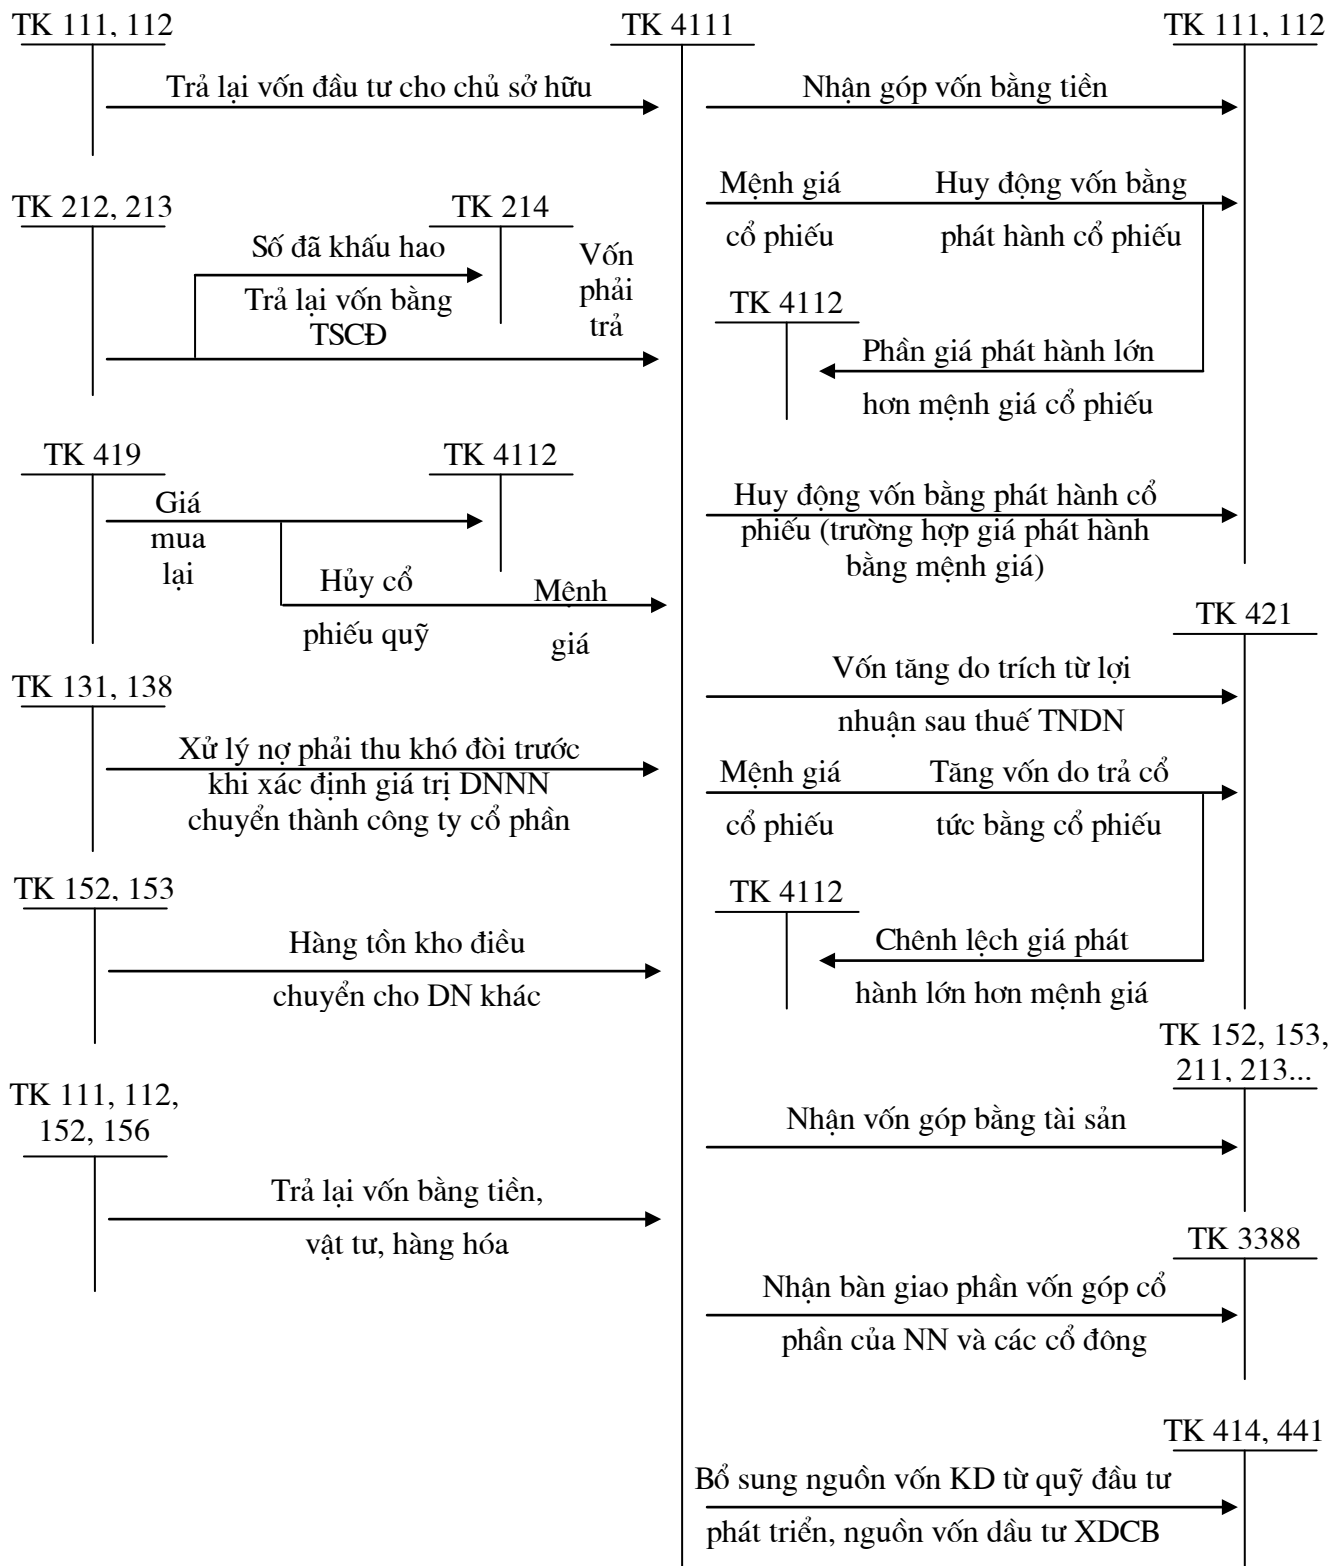 TK 111, 112
TK 4111
TK 111, 112
Trả lại vốn đầu tư cho chủ sở hữu
Nhận góp vốn bằng tiền
TK 212, 213
TK 214
Số đã khấu hao
Trả lại vốn bằng
TSCĐ
Vốn
phải
trả
Mệnh giá
cổ phiếu
Huy động vốn bằng
phát hành cổ phiếu
TK 4112
Phần giá phát hành lớn
hơn mệnh giá cổ phiếu
TK 419
TK 4112
Giá
mua
lại
Hủy cổ
phiếu quỹ
Mệnh
giá
Huy động vốn bằng phát hành cổ
phiếu (trường hợp giá phát hành
bằng mệnh giá)
TK 421
Vốn tăng do trích từ lợi
nhuận sau thuế TNDN
TK 131, 138
Xử lý nợ phải thu khó đòi trước
khi xác định giá trị DNNN
chuyển thành công ty cổ phần
Mệnh giá
cổ phiếu
Tăng vốn do trả cổ
tức bằng cổ phiếu
TK 4112
Chênh lệch giá phát
hành lớn hơn mệnh giá
TK 152, 153
Hàng tồn kho điều
chuyển cho DN khác
TK 152, 153,
211, 213...
Nhận vốn góp bằng tài sản
TK 111, 112,
152, 156
Trả lại vốn bằng tiền,
vật tư, hàng hóa
TK 3388
Nhận bàn giao phần vốn góp cổ
phần của NN và các cổ đông
TK 414, 441
Bổ sung nguồn vốn KD từ quỹ đầu tư
phát triển, nguồn vốn dầu tư XDCB